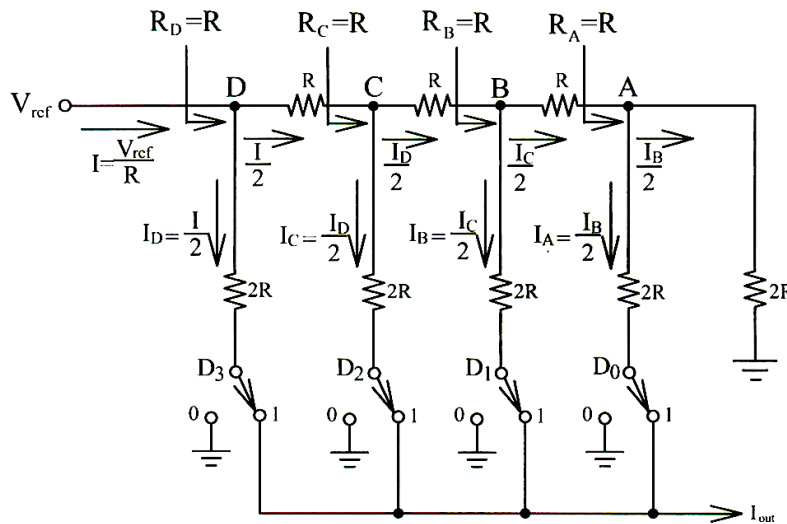 R_D=R R_C=R R_B=R R_A=R
D R C R B R A
V_ref
I=V_ref/R I/2 I_D/2 I_C/2 I_B/2
I_D=I/2 I_C=I_D/2 I_B=I_C/2 I_A=I_B/2
2R 2R 2R 2R 2R
D3 D2 D1 D0
0 1 0 1 0 1 0 1
I_out